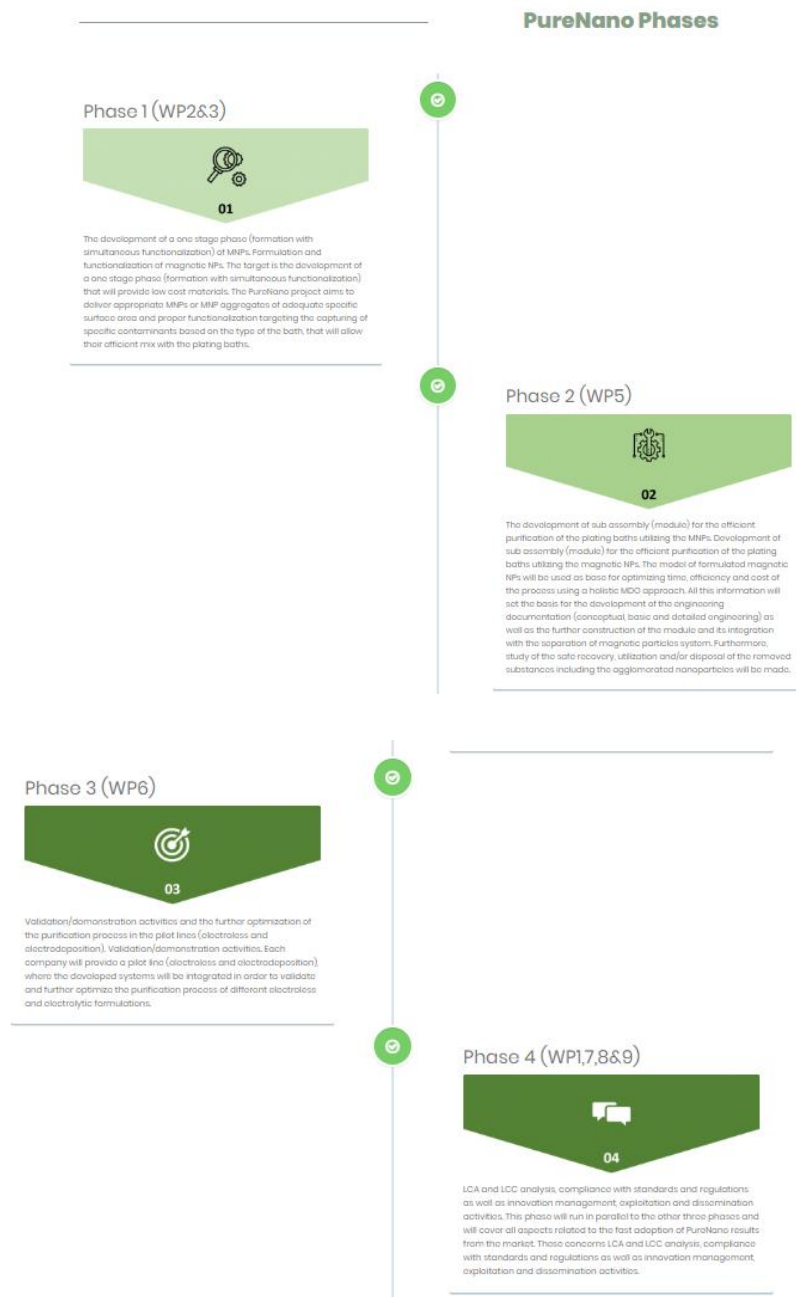 PureNano Phases
Phase 1 (WP2&3)
01
The development of a one stage phase (formation with
simultaneous functionalization) of MNPs. Formulation and
functionalization of magnetic NPs. The target is the development of
a one stage phase (formation with simultaneous functionalization)
that will provide low cost materials. The PureNano project aims to
deliver appropriate MNPs or MNP aggregates of adequate specific
surface area and proper functionalization targeting the capturing of
specific contaminants based on the type of the bath, that will allow
their efficient mix with the plating baths.
Phase 2 (WP5)
02
The development of sub assembly (module) for the efficient
purification of the plating baths utilizing the MNPs. Development of
sub assembly (module) for the efficient purification of the plating
baths utilizing the magnetic NPs. The model of formulated magnetic
NPs will be used as base for optimizing time, efficiency and cost of
the process using a holistic MDO approach. All this information will
set the basis for the development of the engineering
documentation (conceptual, basic and detailed engineering) as
well as the further construction of the module and its integration
with the separation of magnetic particles system. Furthermore,
study of the safe recovery, utilization and/or disposal of the removed
substances including the agglomerated nanoparticles will be made.
Phase 3 (WP6)
03
Validation/demonstration activities and the further optimization of
the purification process in the pilot lines (electroless and
electrodeposition). Validation/demonstration activities. Each
company will provide a pilot line (electroless and electrodeposition),
where the developed systems will be integrated in order to validate
and further optimize the purification process of different electroless
and electrolytic formulations.
Phase 4 (WP1,7,8&9)
04
LCA and LCC analysis, compliance with standards and regulations
as well as innovation management, exploitation and dissemination
activities. This phase will run in parallel to the other three phases and
will cover all aspects related to the fast adoption of PureNano results
from the market. These concerns LCA and LCC analysis, compliance
with standards and regulations as well as innovation management,
exploitation and dissemination activities.